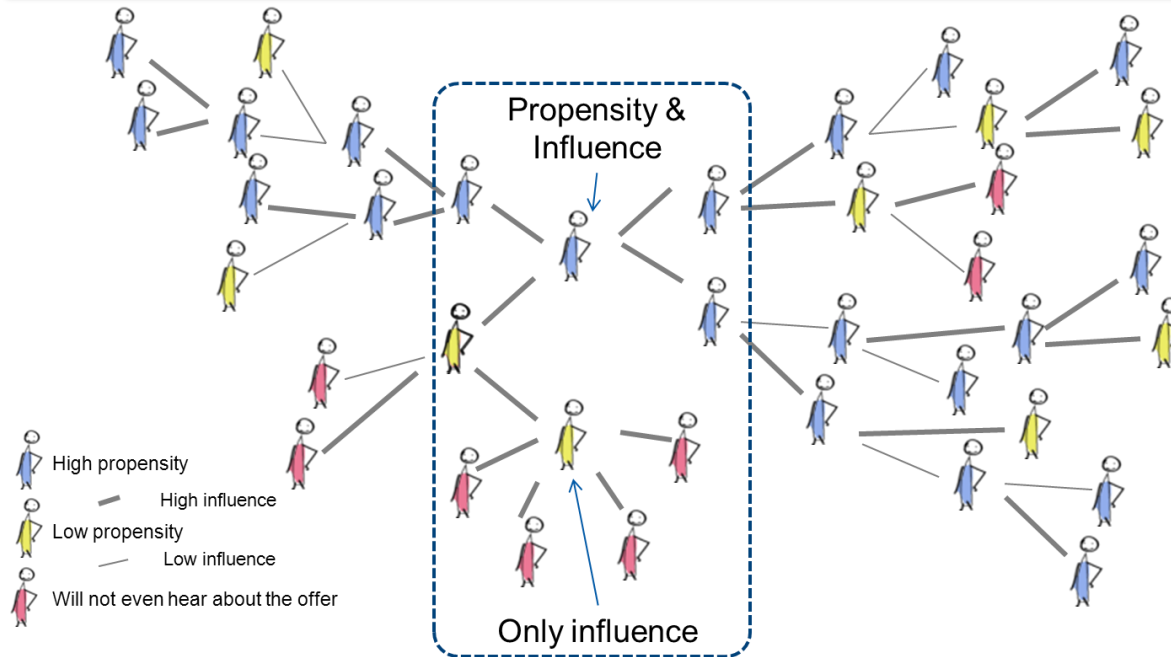 Propensity &
Influence
High propensity
High influence
Low propensity
Low influence
Will not even hear about the offer
Only influence